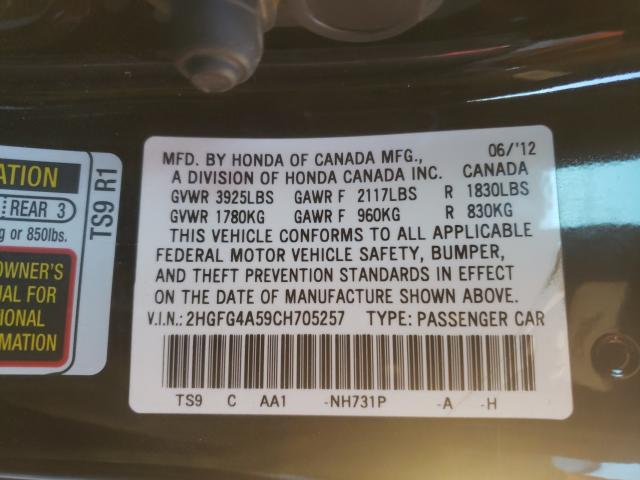 MFD. BY HONDA OF CANADA MFG., 06/'12
A DIVISION OF HONDA CANADA INC. CANADA
GVWR 3925LBS GAWR F 2117LBS R 1830LBS
GVWR 1780KG GAWR F 960KG R 830KG
THIS VEHICLE CONFORMS TO ALL APPLICABLE
FEDERAL MOTOR VEHICLE SAFETY, BUMPER,
AND THEFT PREVENTION STANDARDS IN EFFECT
ON THE DATE OF MANUFACTURE SHOWN ABOVE.
V.I.N.: 2HGFG4A59CH705257 TYPE: PASSENGER CAR
TS9 C AA1 -NH731P -A -H
ATION
REAR 3
g or 850lbs.
OWNER'S
UAL FOR
IONAL
RMATION
TS9 R1